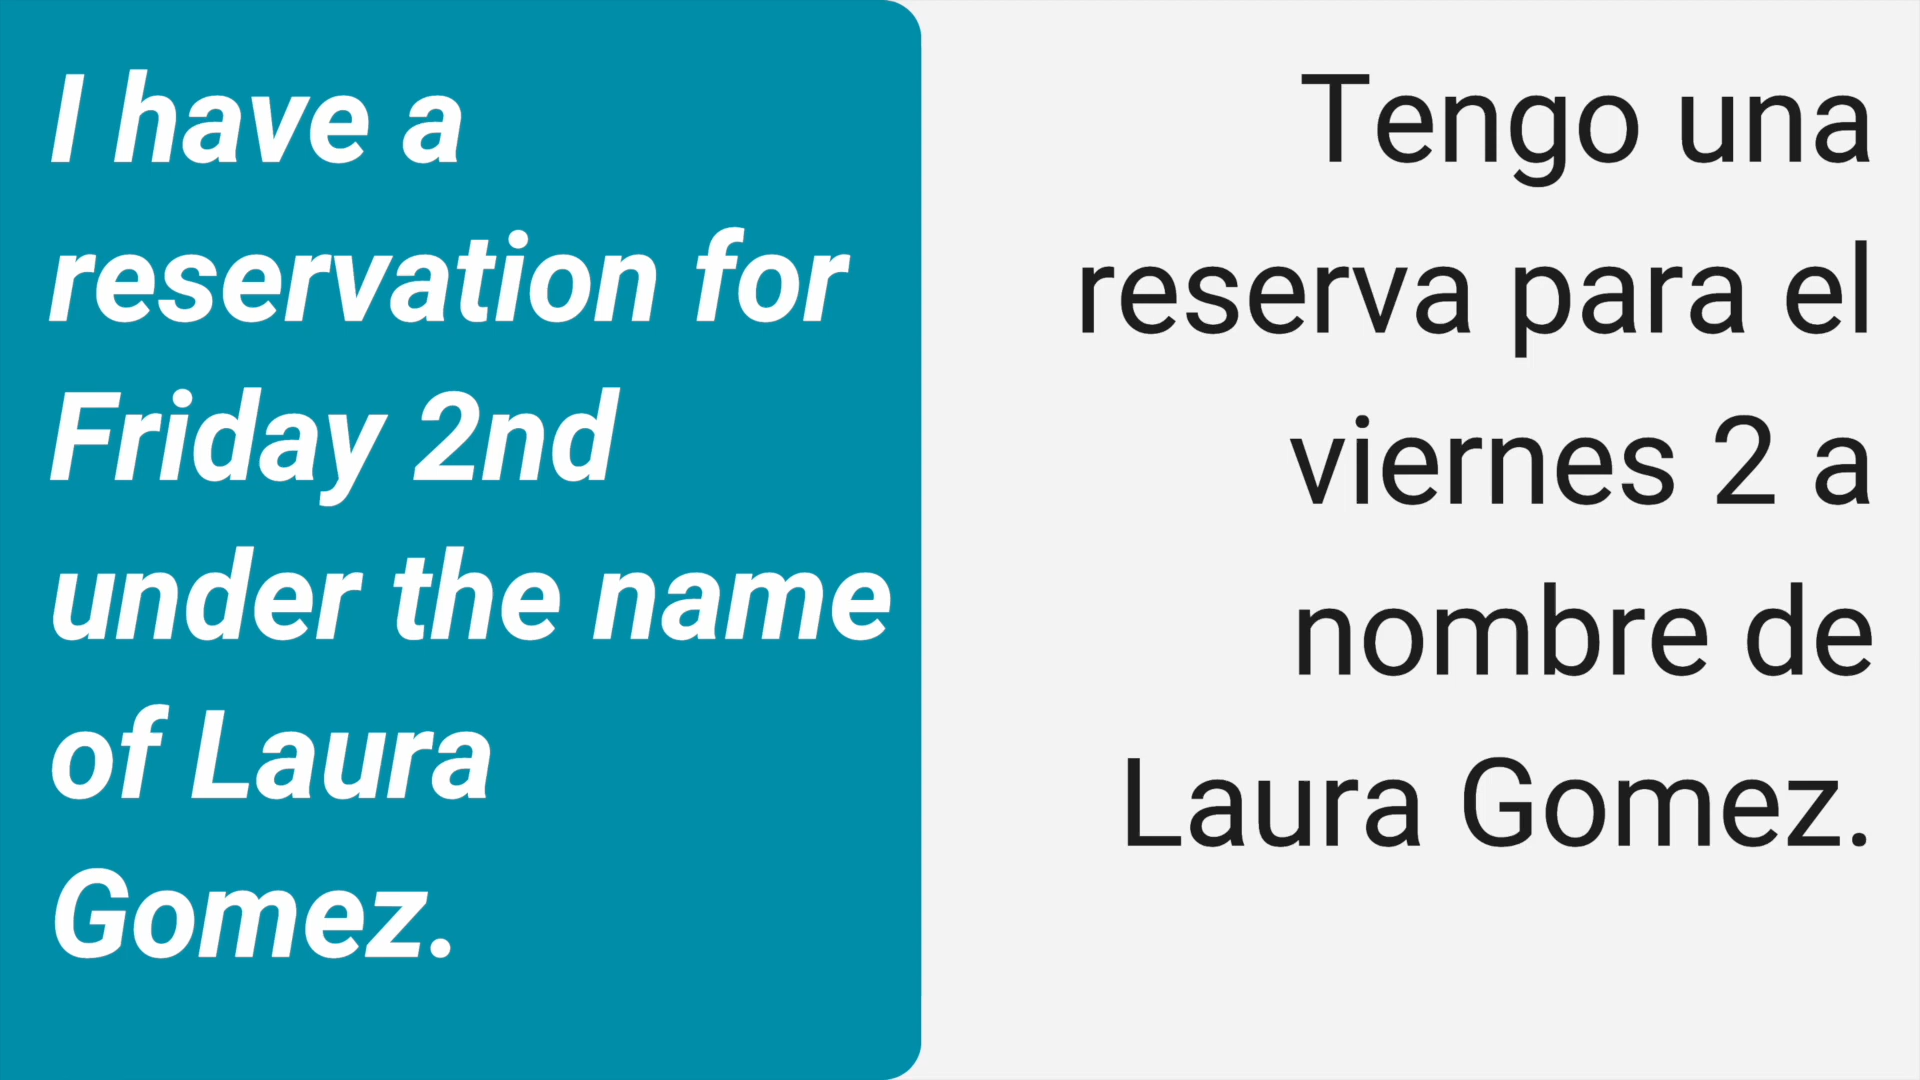 I have a
reservation for
Friday 2nd
under the name
of Laura
Gomez.
Tengo una
reserva para el
viernes 2 a
nombre de
Laura Gomez.